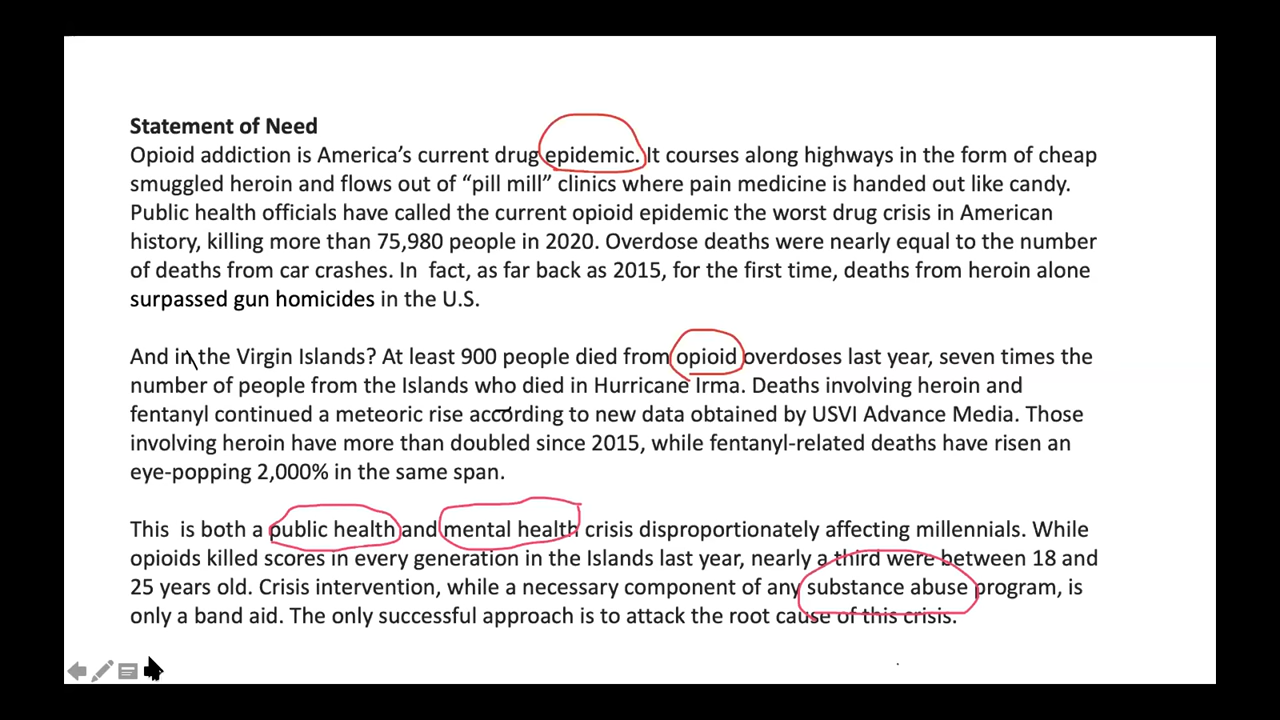 Statement of Need
Opioid addiction is America’s current drug epidemic. It courses along highways in the form of cheap
smuggled heroin and flows out of “pill mill” clinics where pain medicine is handed out like candy.
Public health officials have called the current opioid epidemic the worst drug crisis in American
history, killing more than 75,980 people in 2020. Overdose deaths were nearly equal to the number
of deaths from car crashes. In  fact, as far back as 2015, for the first time, deaths from heroin alone
surpassed gun homicides in the U.S.
And in the Virgin Islands? At least 900 people died from opioid overdoses last year, seven times the
number of people from the Islands who died in Hurricane Irma. Deaths involving heroin and
fentanyl continued a meteoric rise according to new data obtained by USVI Advance Media. Those
involving heroin have more than doubled since 2015, while fentanyl-related deaths have risen an
eye-popping 2,000% in the same span.
This  is both a public health and mental health crisis disproportionately affecting millennials. While
opioids killed scores in every generation in the Islands last year, nearly a third were between 18 and
25 years old. Crisis intervention, while a necessary component of any substance abuse program, is
only a band aid. The only successful approach is to attack the root cause of this crisis.